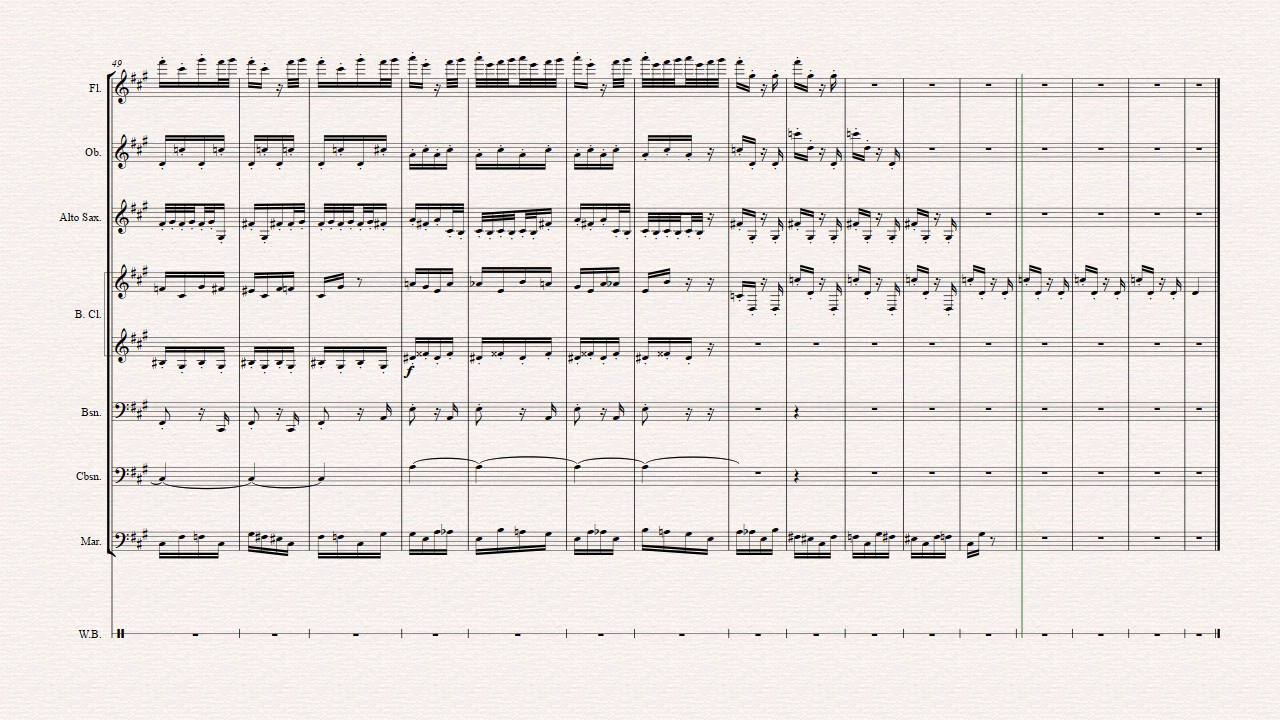 49
Fl.
Ob.
Alto Sax.
B. Cl.
f
Bsn.
Cbsn.
Mar.
W.B.